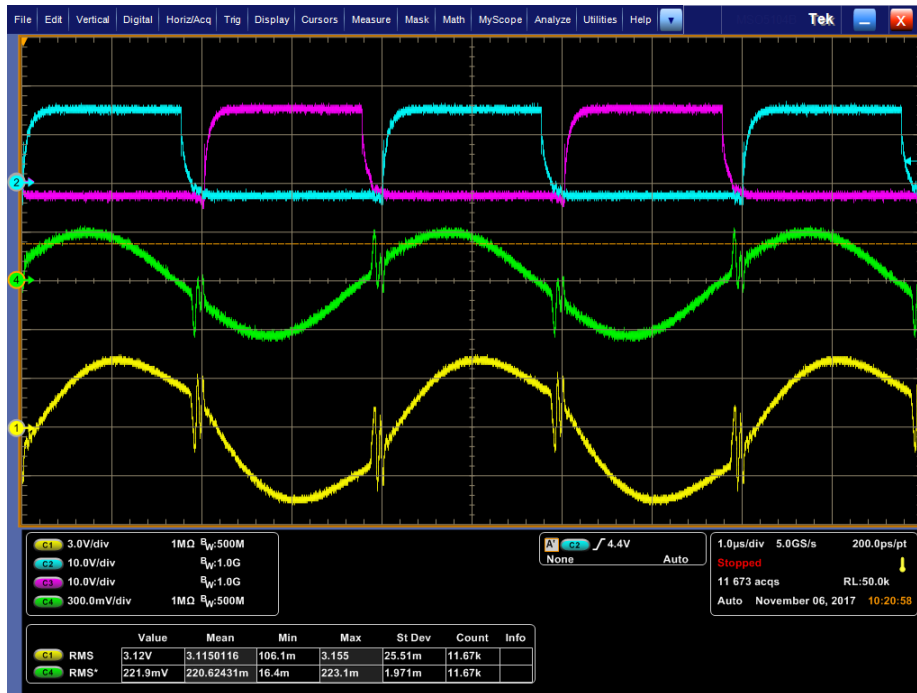 File Edit Vertical Digital Horiz/Acq Trig Display Cursors Measure Mask Math MyScope Analyze Utilities Help Tek X
2
4
1
C1 3.0V/div 1MΩ BW:500M
C2 10.0V/div BW:1.0G
C3 10.0V/div BW:1.0G
C4 300.0mV/div 1MΩ BW:500M
A' C2 4.4V
None Auto
1.0µs/div 5.0GS/s 200.0ps/pt
Stopped
11 673 acqs RL:50.0k
Auto November 06, 2017 10:20:58
Value Mean Min Max St Dev Count Info
C1 RMS 3.12V 3.1150116 106.1m 3.155 25.51m 11.67k
C4 RMS* 221.9mV 220.62431m 16.4m 223.1m 1.971m 11.67k